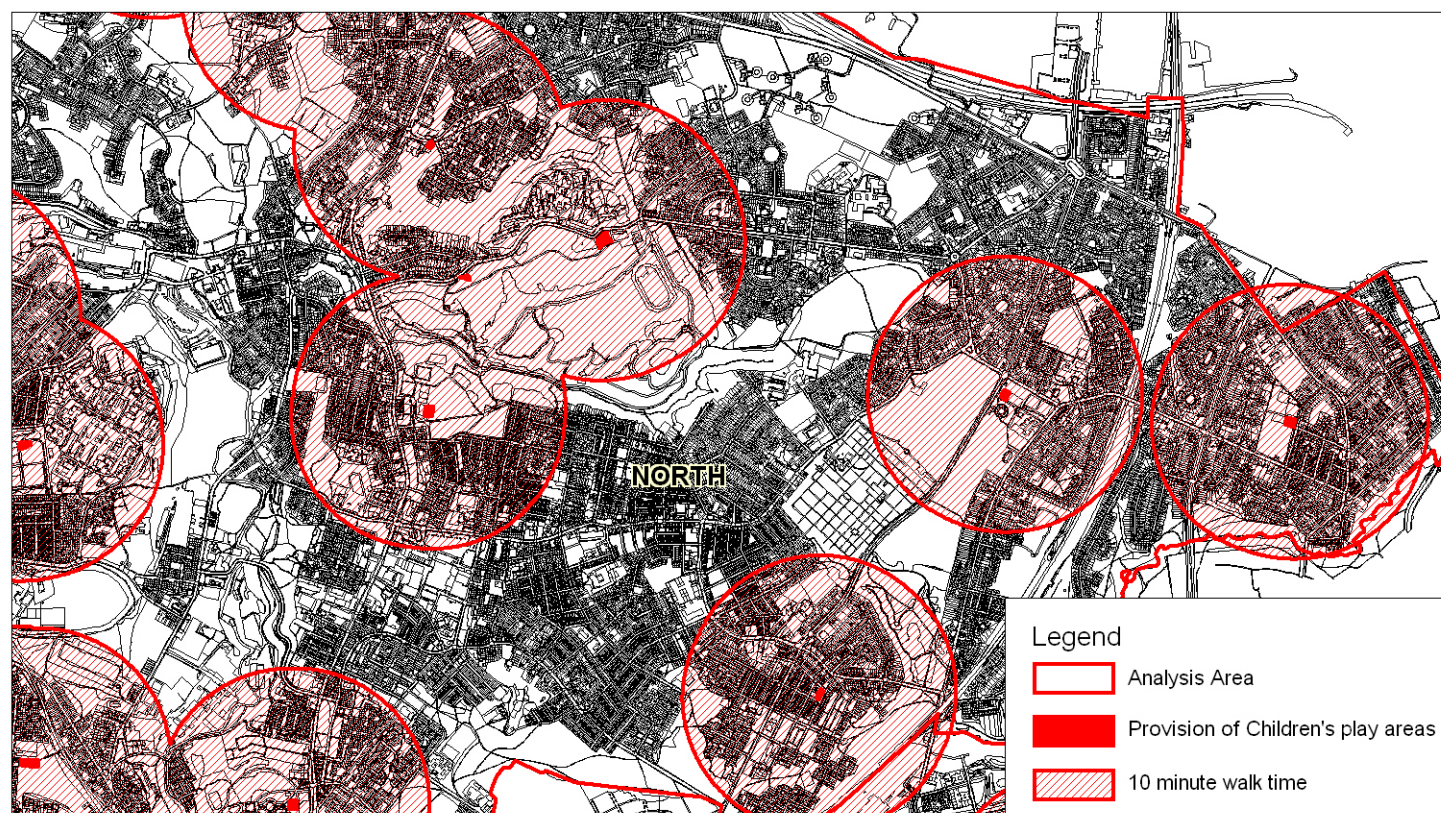 NORTH
Legend
Analysis Area
Provision of Children's play areas
10 minute walk time